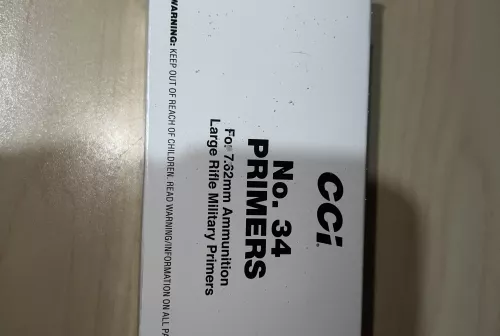 CCI
No. 34
PRIMERS
For 7.62mm Ammunition
Large Rifle Military Primers
WARNING: KEEP OUT OF REACH OF CHILDREN. READ WARNING/INFORMATION ON ALL